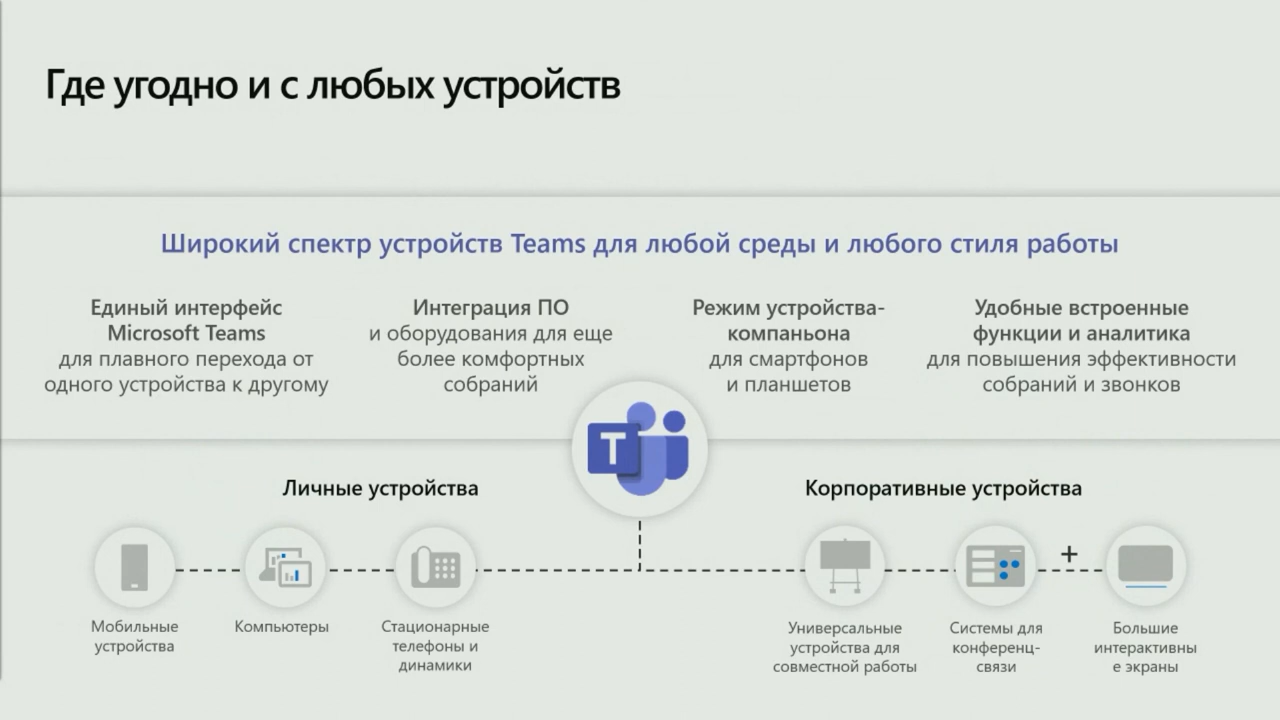 Где угодно и с любых устройств
Широкий спектр устройств Teams для любой среды и любого стиля работы
Единый интерфейс
Microsoft Teams
для плавного перехода от
одного устройства к другому
Интеграция ПО
и оборудования для еще
более комфортных
собраний
Режим устройства-
компаньона
для смартфонов
и планшетов
Удобные встроенные
функции и аналитика
для повышения эффективности
собраний и звонков
T
Личные устройства
Корпоративные устройства
Мобильные
устройства
Компьютеры
Стационарные
телефоны и
динамики
Универсальные
устройства для
совместной работы
Системы для
конференц-
связи
+
Большие
интерактивны
е экраны